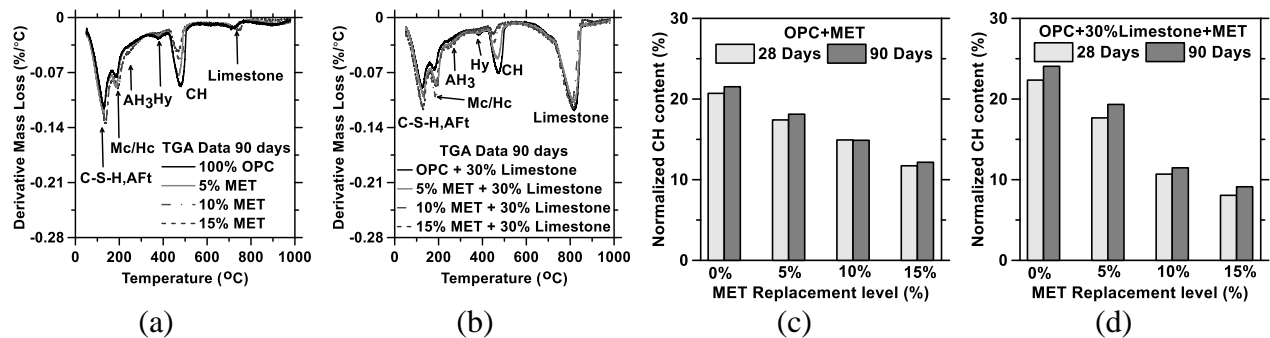 Derivative Mass Loss (%/°C)
0
-0.07
-0.14
-0.21
-0.28
Limestone
AH3
Hy
CH
Mc/Hc
C-S-H,AFt
TGA Data 90 days
100% OPC
5% MET
10% MET
15% MET
0 200 400 600 800 1000
Temperature (°C)
(a)
Derivative Mass Loss (%/°C)
0
-0.07
-0.14
-0.21
-0.28
Hy
CH
AH3
Mc/Hc
C-S-H,AFt
Limestone
TGA Data 90 days
OPC + 30% Limestone
5% MET + 30% Limestone
10% MET + 30% Limestone
15% MET + 30% Limestone
0 200 400 600 800 1000
Temperature (°C)
(b)
Normalized CH content (%)
30
20
10
0
OPC+MET
28 Days 90 Days
0% 5% 10% 15%
MET Replacement level (%)
(c)
Normalized CH content (%)
30
20
10
0
OPC+30%Limestone+MET
28 Days 90 Days
0% 5% 10% 15%
MET Replacement level (%)
(d)